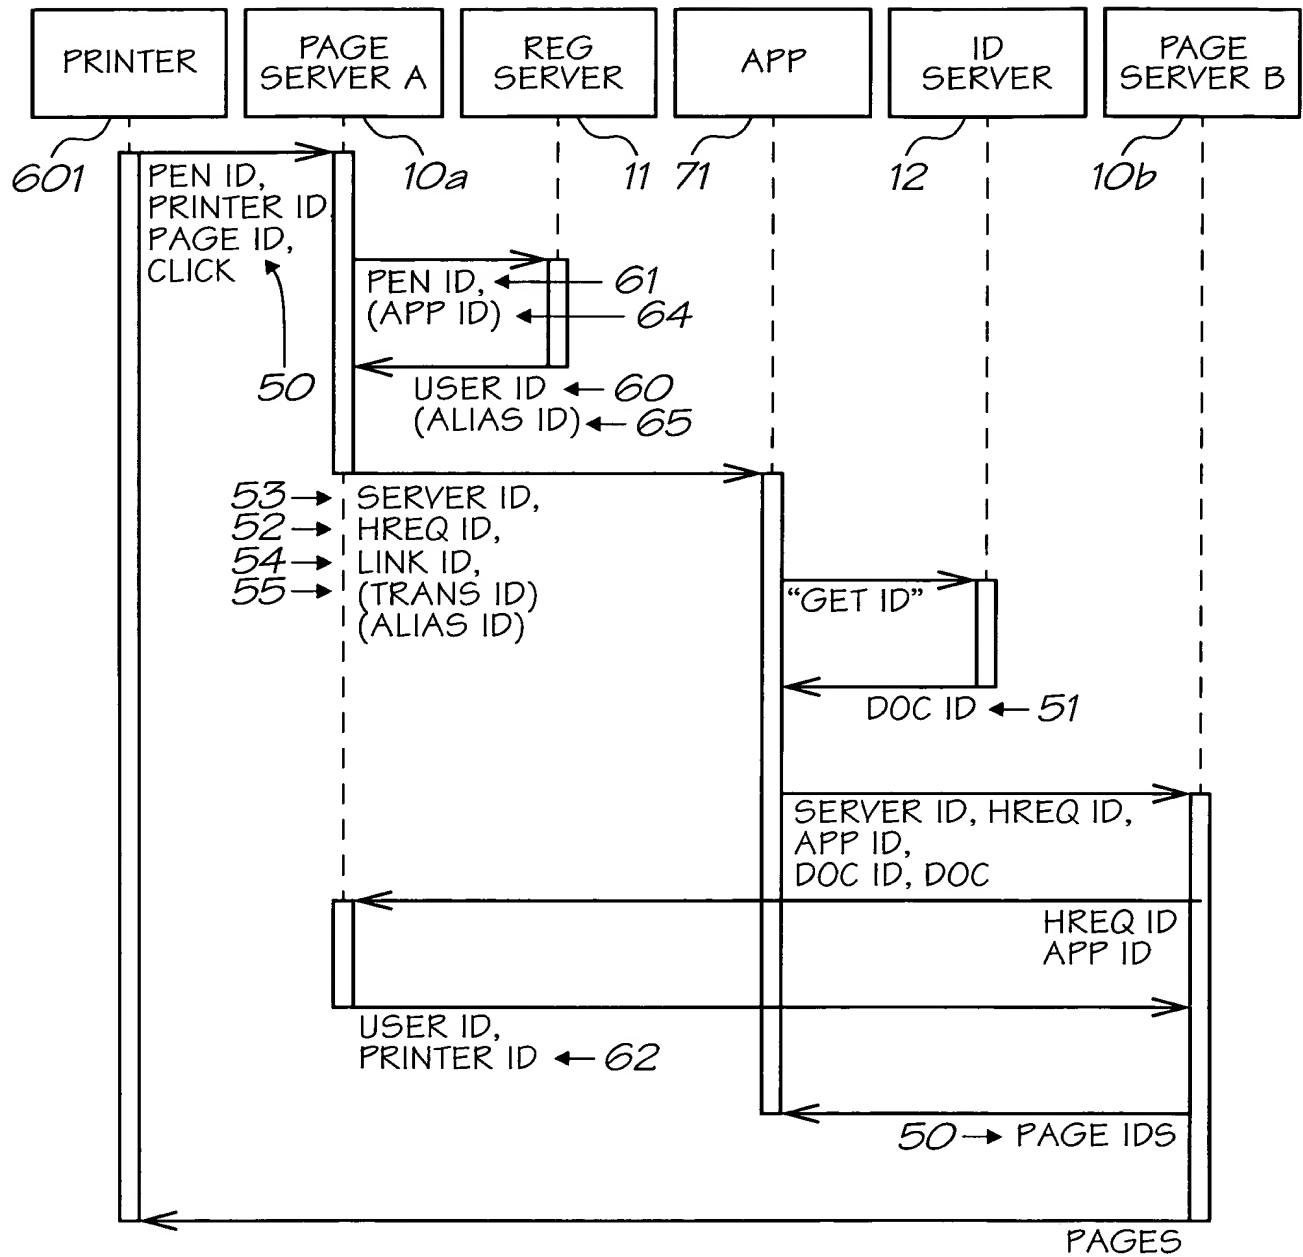 PRINTER
PAGE
SERVER A
REG
SERVER
APP
ID
SERVER
PAGE
SERVER B
601
10a
11
71
12
10b
PEN ID,
PRINTER ID
PAGE ID,
CLICK
50
PEN ID,
61
(APP ID)
64
USER ID
60
(ALIAS ID)
65
53
SERVER ID,
52
HREQ ID,
54
LINK ID,
55
(TRANS ID)
(ALIAS ID)
"GET ID"
DOC ID
51
SERVER ID, HREQ ID,
APP ID,
DOC ID, DOC
HREQ ID
APP ID
USER ID,
PRINTER ID
62
50
PAGE IDS
PAGES